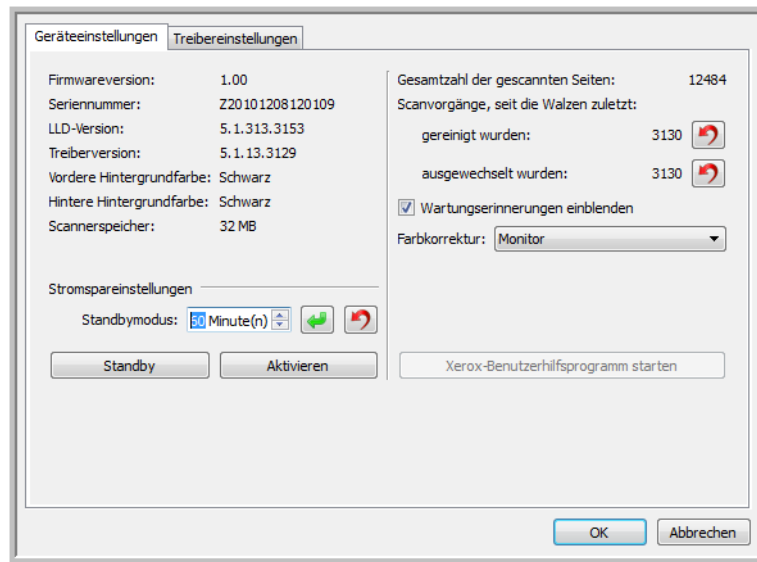 Geräteeinstellungen Treibereinstellungen
Firmwareversion: 1.00
Seriennummer: Z20101208120109
LLD-Version: 5.1.313.3153
Treiberversion: 5.1.13.3129
Vordere Hintergrundfarbe: Schwarz
Hintere Hintergrundfarbe: Schwarz
Scannerspeicher: 32 MB
Stromspareinstellungen
Standbymodus: 50 Minute(n)
Standby Aktivieren
Gesamtzahl der gescannten Seiten: 12484
Scanvorgänge, seit die Walzen zuletzt:
gereinigt wurden: 3130
ausgewechselt wurden: 3130
Wartungserinnerungen einblenden
Farbkorrektur: Monitor
Xerox-Benutzerhilfsprogramm starten
OK Abbrechen